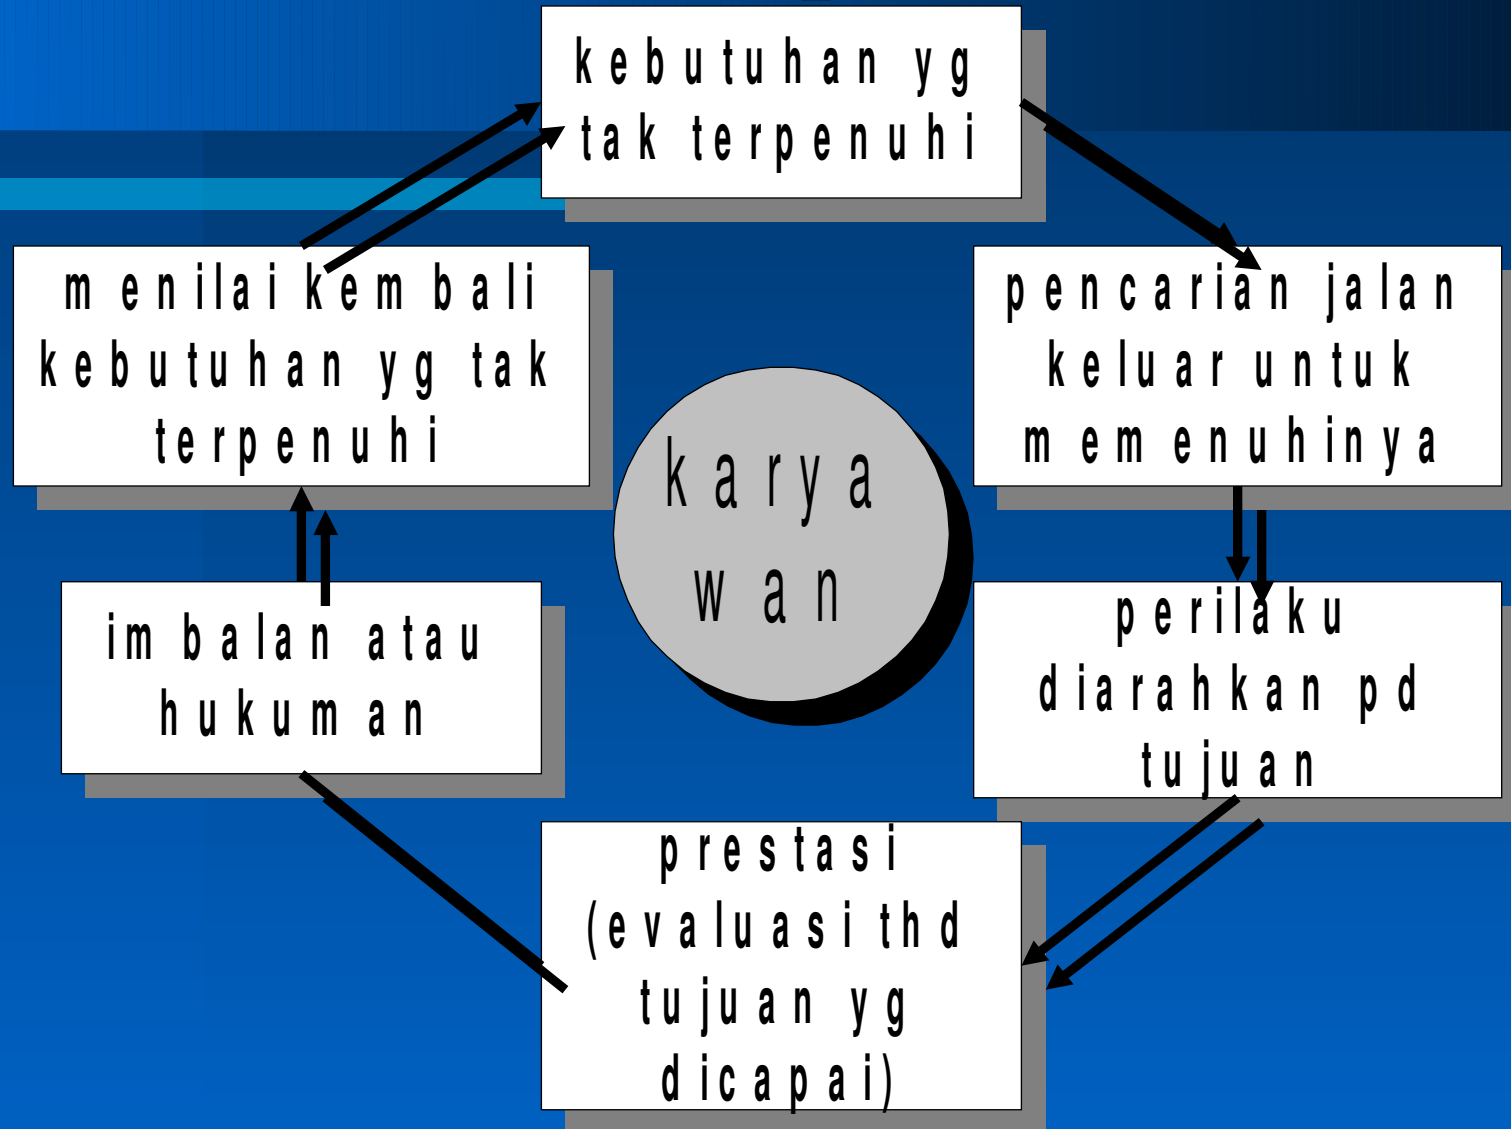 kebutuhan yg
tak terpenuhi
pencarian jalan
keluar untuk
memenuhinya
perilaku
diarahkan pd
tujuan
prestasi
(evaluasi thd
tujuan yg
dicapai)
imbalan atau
hukuman
menilai kembali
kebutuhan yg tak
terpenuhi
karya
wan